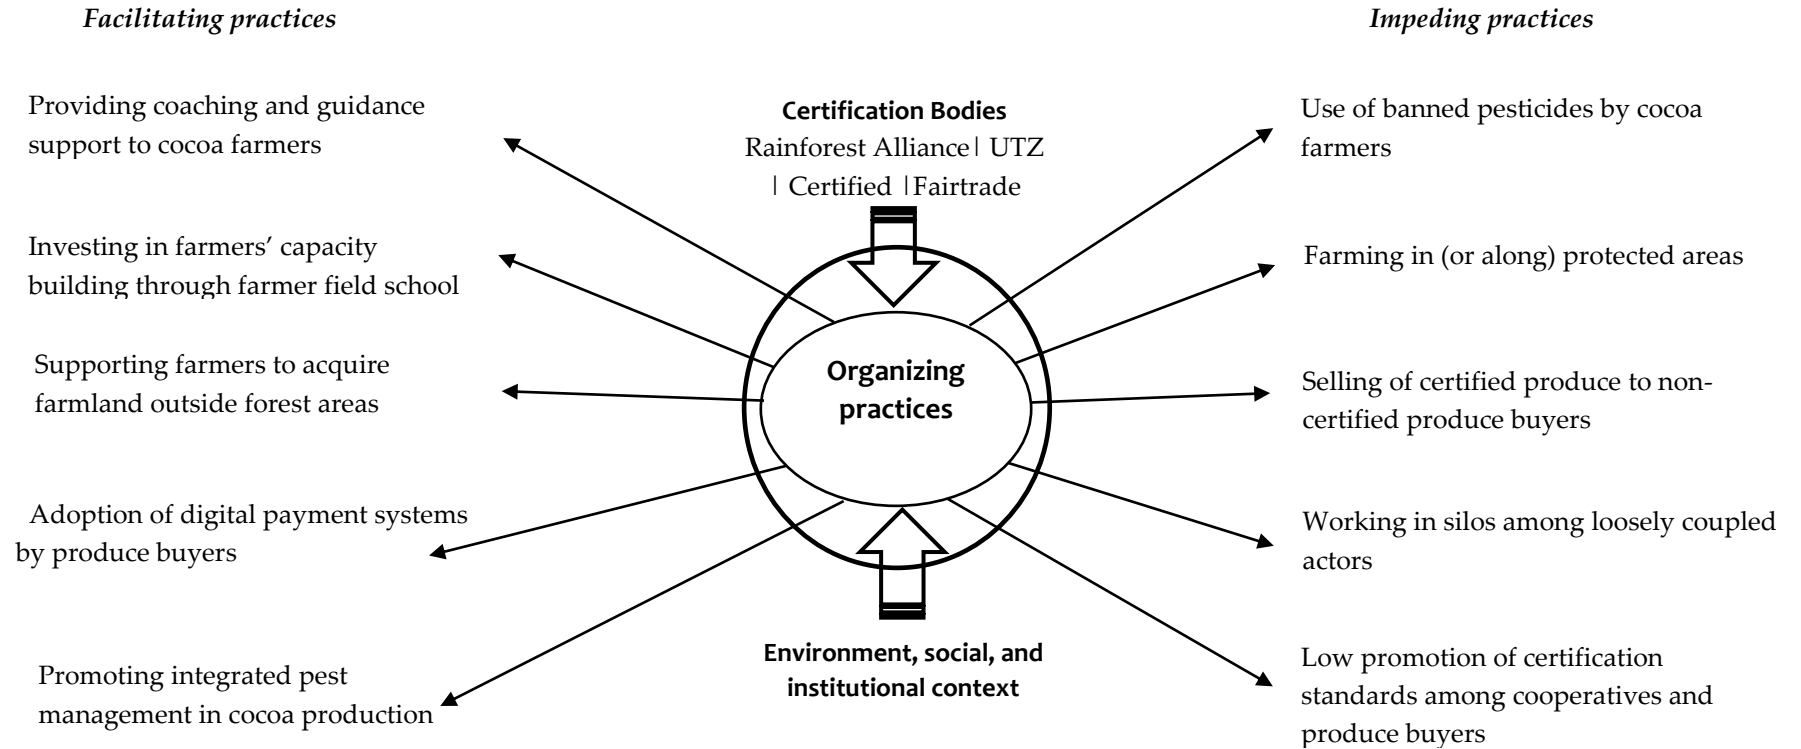 Facilitating practices
Impeding practices
Providing coaching and guidance
support to cocoa farmers
Investing in farmers’ capacity
building through farmer field school
Supporting farmers to acquire
farmland outside forest areas
Adoption of digital payment systems
by produce buyers
Promoting integrated pest
management in cocoa production
Certification Bodies
Rainforest Alliance| UTZ
| Certified |Fairtrade
Organizing
practices
Environment, social, and
institutional context
Use of banned pesticides by cocoa
farmers
Farming in (or along) protected areas
Selling of certified produce to non-
certified produce buyers
Working in silos among loosely coupled
actors
Low promotion of certification
standards among cooperatives and
produce buyers